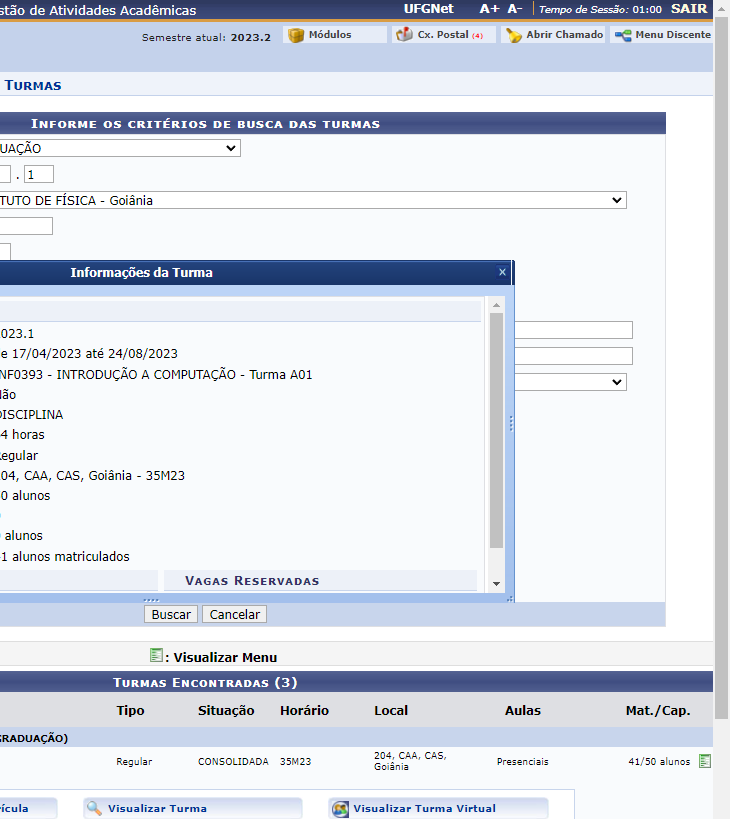 stão de Atividades Acadêmicas UFGNet A+ A- Tempo de Sessão: 01:00 SAIR
Semestre atual: 2023.2 Módulos Cx. Postal (4) Abrir Chamado Menu Discente
TURMAS
INFORME OS CRITÉRIOS DE BUSCA DAS TURMAS
UAÇÃO
. 1
TUTO DE FÍSICA - Goiânia
Informações da Turma x
023.1
e 17/04/2023 até 24/08/2023
NF0393 - INTRODUÇÃO A COMPUTAÇÃO - Turma A01
ão
DISCIPLINA
4 horas
egular
04, CAA, CAS, Goiânia - 35M23
0 alunos
alunos
1 alunos matriculados
VAGAS RESERVADAS
Buscar Cancelar
: Visualizar Menu
TURMAS ENCONTRADAS (3)
Tipo Situação Horário Local Aulas Mat./Cap.
GRADUAÇÃO)
Regular CONSOLIDADA 35M23 204, CAA, CAS, Presenciais 41/50 alunos
Goiânia
ícula Visualizar Turma Visualizar Turma Virtual